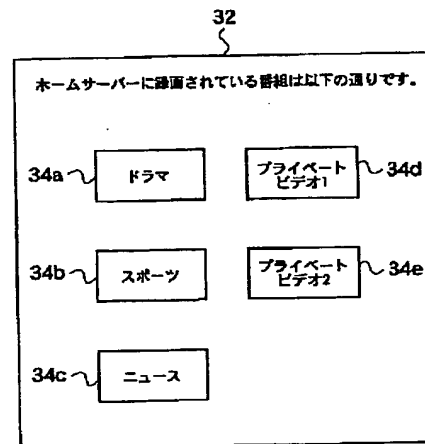 32
ホームサーバーに録画されている番組は以下の通りです。
34a
ドラマ
プライベート
ビデオ1
34d
34b
スポーツ
プライベート
ビデオ2
34e
34c
ニュース